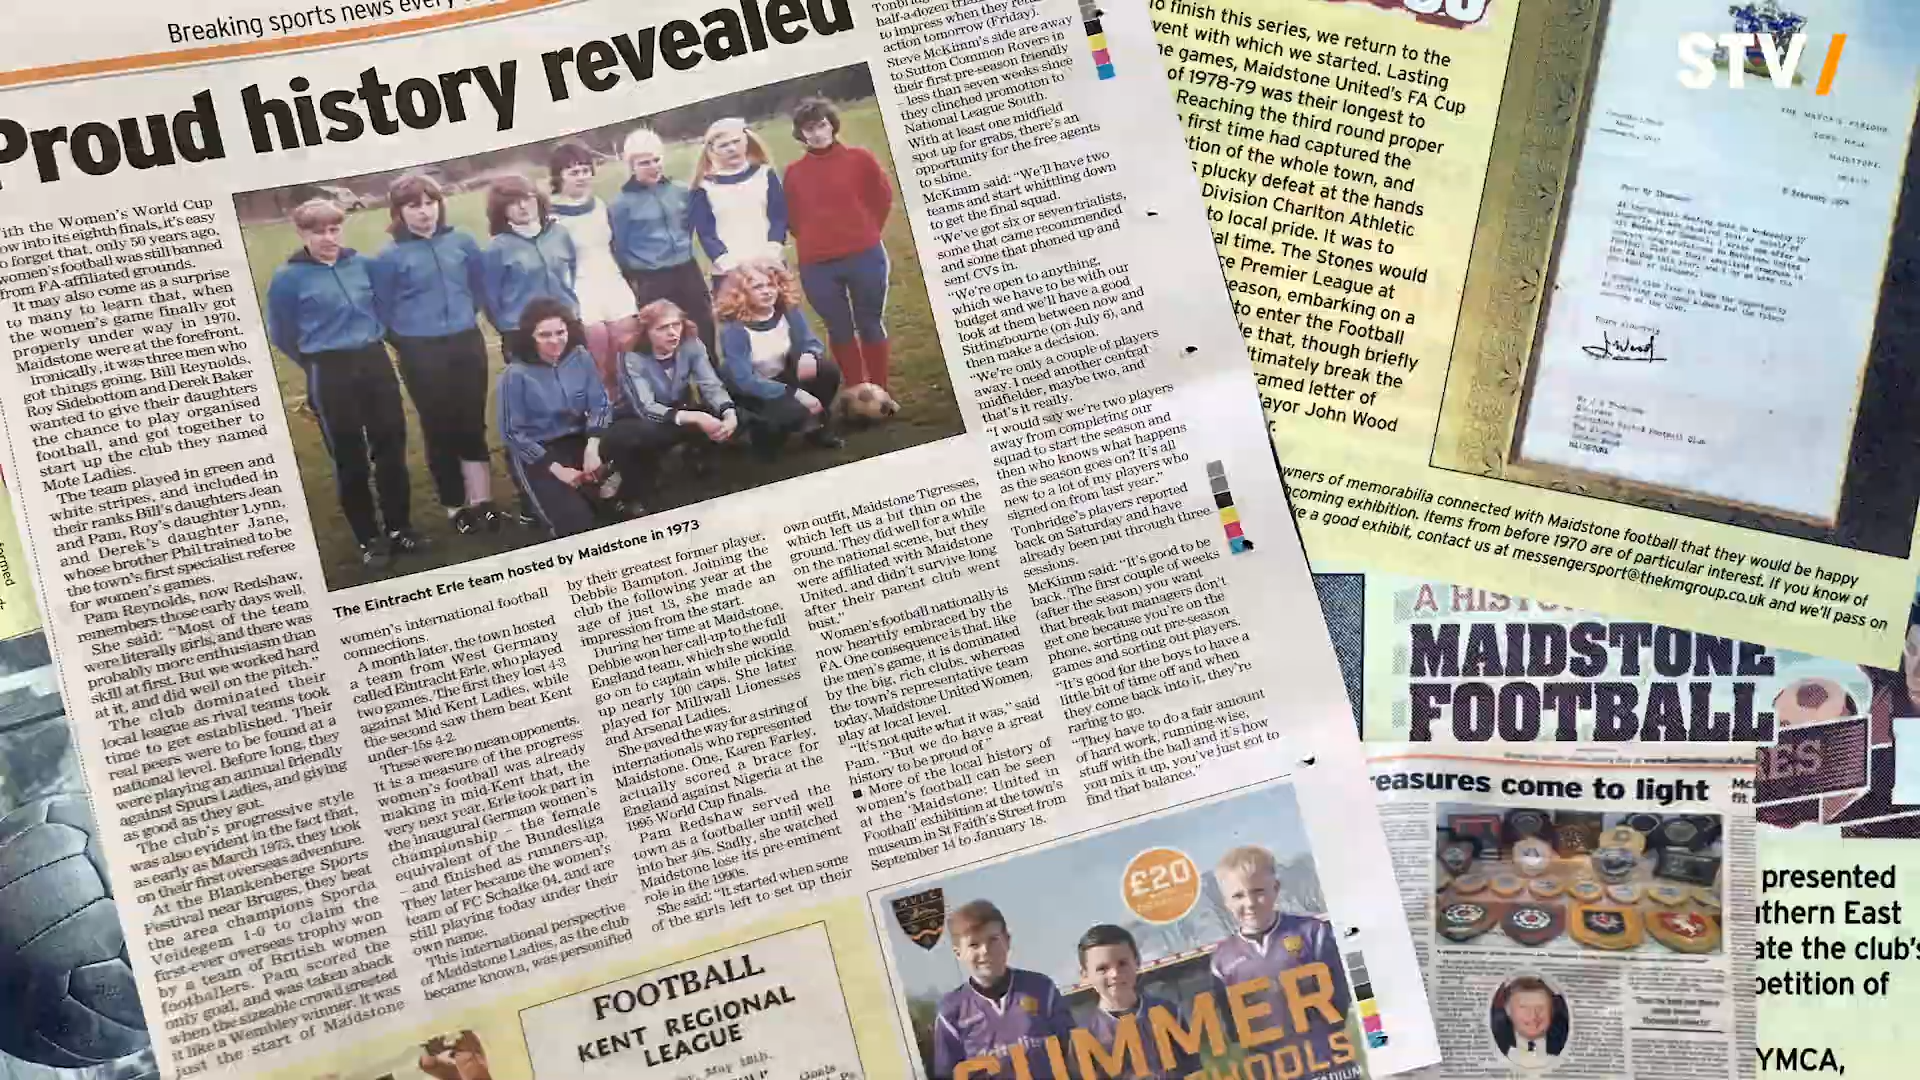 Breaking sports news every
Proud history revealed
ith the Women's World Cup
ow into its eighth finals, it's easy
o forget that, only 50 years ago,
women's football was still banned
from FA-affiliated grounds.
It may also come as a surprise
to many to learn that, when
the women's game finally got
properly under way in 1970,
Maidstone were at the forefront.
Ironically, it was three men who
got things going. Bill Reynolds,
Roy Sidebottom and Derek Baker
wanted to give their daughters
the chance to play organised
football, and got together to
start up the club they named
Mote Ladies.
The team played in green and
white stripes, and included in
their ranks Bill's daughters Jean
and Pam, Roy's daughter Lynn,
and Derek's daughter Jane,
whose brother Phil trained to be
the town's first specialist referee
for women's games.
Pam Reynolds, now Redshaw,
remembers those early days well.
She said: "Most of the team
were literally girls, and there was
probably more enthusiasm than
skill at first. But we worked hard
at it, and did well on the pitch."
The club dominated their
local league as rival teams took
time to get established. Their
real peers were to be found at a
national level. Before long, they
were playing an annual friendly
against Spurs Ladies, and giving
as good as they got.
The club's progressive style
was also evident in the fact that,
as early as March 1973, they took
on their first overseas adventure.
At the Blankenberge Sports
Festival near Bruges, they beat
the area champions Sporda
Veldegem 1-0 to claim the
first-ever overseas trophy won
by a team of British women
footballers. Pam scored the
only goal, and was taken aback
when the sizeable crowd greeted
it like a Wembley winner. It was
just the start of Maidstone
The Eintracht Erle team hosted by Maidstone in 1973
women's international football
connections.
A month later, the town hosted
a team from West Germany
called Eintracht Erle, who played
two games. The first they lost 4-3
against Mid Kent Ladies, while
the second saw them beat Kent
under-15s 4-2.
These were no mean opponents.
It is a measure of the progress
women's football was already
making in mid-Kent that, the
very next year, Erle took part in
the inaugural German women's
championship – the female
equivalent of the Bundesliga
– and finished as runners-up.
They later became the women's
team of FC Schalke 04, and are
still playing today under their
own name.
This international perspective
of Maidstone Ladies, as the club
became known, was personified
by their greatest former player,
Debbie Bampton. Joining the
club the following year at the
age of just 13, she made an
impression from the start.
During her time at Maidstone,
Debbie won her call-up to the full
England team, which she would
go on to captain while picking
up nearly 100 caps. She later
played for Millwall Lionesses
and Arsenal Ladies.
She paved the way for a string of
internationals who represented
Maidstone. One, Karen Farley,
actually scored a brace for
England against Nigeria at the
1995 World Cup finals.
Pam Redshaw served the
town as a footballer until well
into her 40s. Sadly, she watched
Maidstone lose its pre-eminent
role in the 1990s.
She said: "It started when some
of the girls left to set up their
own outfit, Maidstone Tigresses,
which left us a bit thin on the
ground. They did well for a while
on the national scene, but they
were affiliated with Maidstone
United, and didn't survive long
after their parent club went
bust."
Women's football nationally is
now heartily embraced by the
FA. One consequence is that, like
the men's game, it is dominated
by the big, rich clubs, whereas
the town's representative team
today, Maidstone United Women,
play at local level.
"It's not quite what it was," said
Pam. "But we do have a great
history to be proud of."
■ More of the local history of
women's football can be seen
at the 'Maidstone: United in
Football' exhibition at the town's
museum in St Faith's Street from
September 14 to January 18.
half-a-dozen
to impress when they
action tomorrow (Friday).
Steve McKimm's side are away
to Sutton Common Rovers in
their first pre-season friendly
– less than seven weeks since
they clinched promotion to
National League South.
With at least one midfield
spot up for grabs, there's an
opportunity for the free agents
to shine.
McKimm said: "We'll have two
teams and start whittling down
to get the final squad.
"We've got six or seven trialists,
some that came recommended
and some that phoned up and
sent CVs in.
"We're open to anything,
which we have to be with our
budget and we'll have a good
look at them between now and
Sittingbourne (on July 6), and
then make a decision.
"We're only a couple of players
away. I need another central
midfielder, maybe two, and
that's it really.
"I would say we're two players
away from completing our
squad to start the season and
then who knows what happens
as the season goes on? It's all
new to a lot of my players who
signed on from last year."
Tonbridge's players reported
back on Saturday and have
already been put through three
sessions.
McKimm said: "It's good to be
back. The first couple of weeks
(after the season) you want
that break but managers don't
get one because you're on the
phone, sorting out pre-season
games and sorting out players.
"It's good for the boys to have a
little bit of time off and when
they come back into it, they're
raring to go.
"They have to do a fair amount
of hard work, running-wise,
stuff with the ball and it's how
you mix it up, you've just got to
find that balance."
FOOTBALL
KENT REGIONAL
LEAGUE
May 18th.
Goals
£20
SUMMER
o finish this series, we return to the
vent with which we started. Lasting
e games, Maidstone United's FA Cup
of 1978-79 was their longest to
Reaching the third round proper
first time had captured the
tion of the whole town, and
plucky defeat at the hands
Division Charlton Athletic
to local pride. It was to
al time. The Stones would
ce Premier League at
eason, embarking on a
to enter the Football
e that, though briefly
timately break the
ramed letter of
ayor John Wood
r.
wners of memorabilia connected with Maidstone football that they would be happy
coming exhibition. Items from before 1970 are of particular interest. If you know of
ke a good exhibit, contact us at messengersport@thekmgroup.co.uk and we'll pass on
STV
THE MAYOR'S PARLOUR
TOWN HALL
MAIDSTONE
J. Wood
MAIDSTONE
A HIS
MAIDSTONE
FOOTBALL
ES
reasures come to light
presented
uthern East
ate the club's
petition of
YMCA,